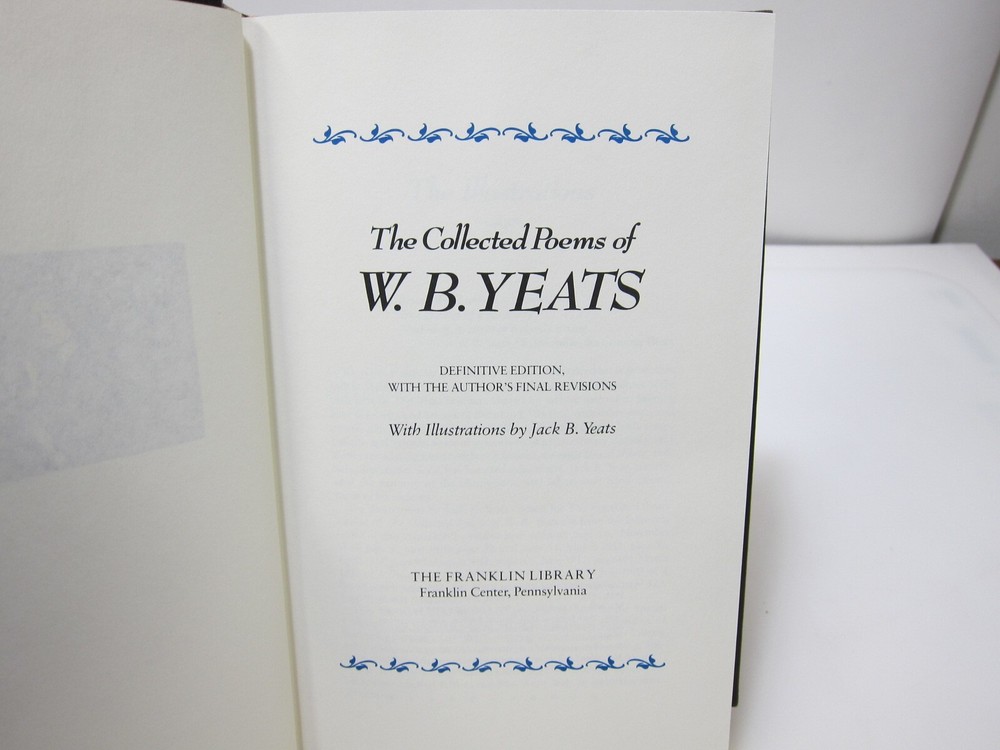 The Collected Poems of
W. B. YEATS
DEFINITIVE EDITION,
WITH THE AUTHOR'S FINAL REVISIONS
With Illustrations by Jack B. Yeats
THE FRANKLIN LIBRARY
Franklin Center, Pennsylvania